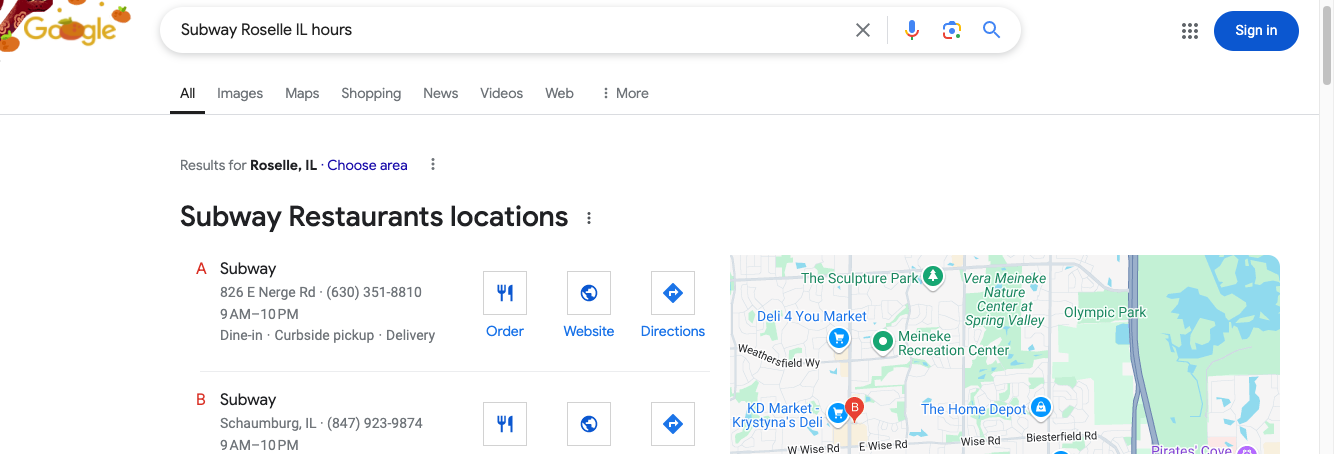 Google
Subway Roselle IL hours
Sign in
All Images Maps Shopping News Videos Web More
Results for Roselle, IL · Choose area
Subway Restaurants locations
A Subway
826 E Nerge Rd · (630) 351-8810
9 AM–10 PM
Dine-in · Curbside pickup · Delivery
Order Website Directions
B Subway
Schaumburg, IL · (847) 923-9874
9 AM–10 PM
The Sculpture Park
Vera Meineke
Nature
Center at
Spring Valley
Olympic Park
Deli 4 You Market
Meineke
Recreation Center
Weathersfield Wy
KD Market -
Krystyna's Deli
B
The Home Depot
W Wise Rd
E Wise Rd
Wise Rd
Biesterfield Rd
Pirates' Cove